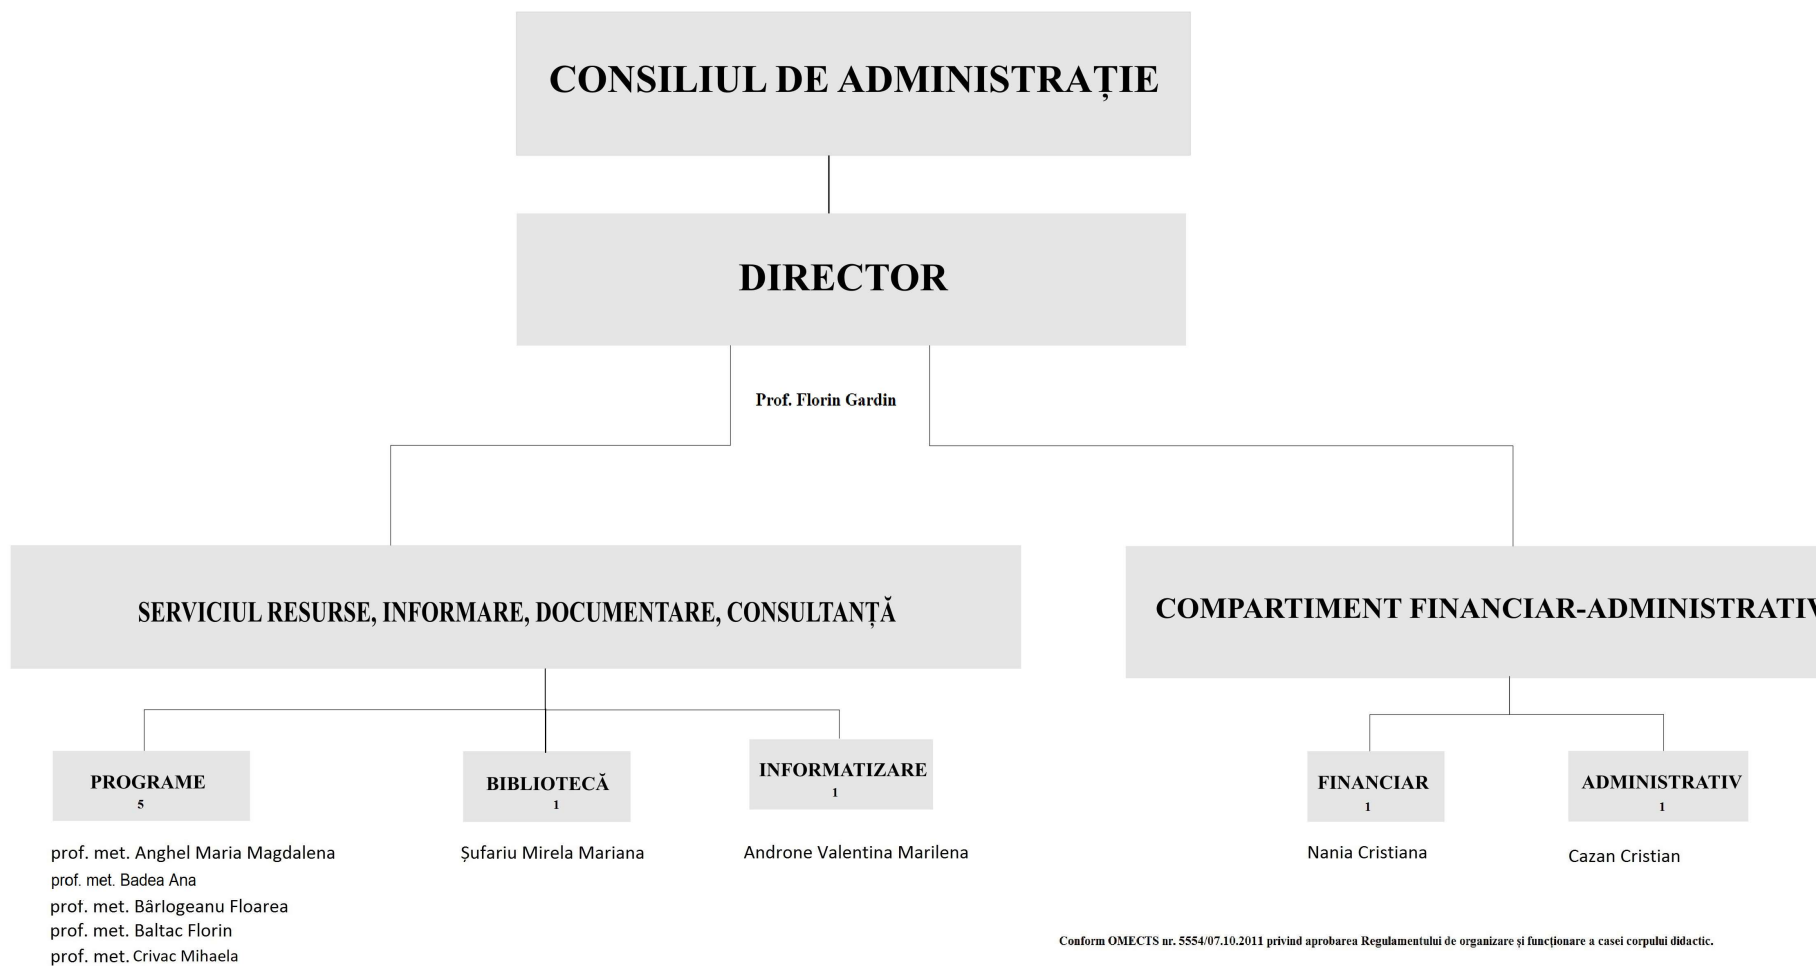 CONSILIUL DE ADMINISTRAȚIE
DIRECTOR
Prof. Florin Gardin
SERVICIUL RESURSE, INFORMARE, DOCUMENTARE, CONSULTANȚĂ
COMPARTIMENT FINANCIAR-ADMINISTRATIV
PROGRAME
5
BIBLIOTECĂ
1
INFORMATIZARE
1
FINANCIAR
1
ADMINISTRATIV
1
prof. met. Anghel Maria Magdalena
prof. met. Badea Ana
prof. met. Bârlogeanu Floarea
prof. met. Baltac Florin
prof. met. Crivac Mihaela
Șufariu Mirela Mariana
Androne Valentina Marilena
Nania Cristiana
Cazan Cristian
Conform OMECTS nr. 5554/07.10.2011 privind aprobarea Regulamentului de organizare și funcționare a casei corpului didactic.